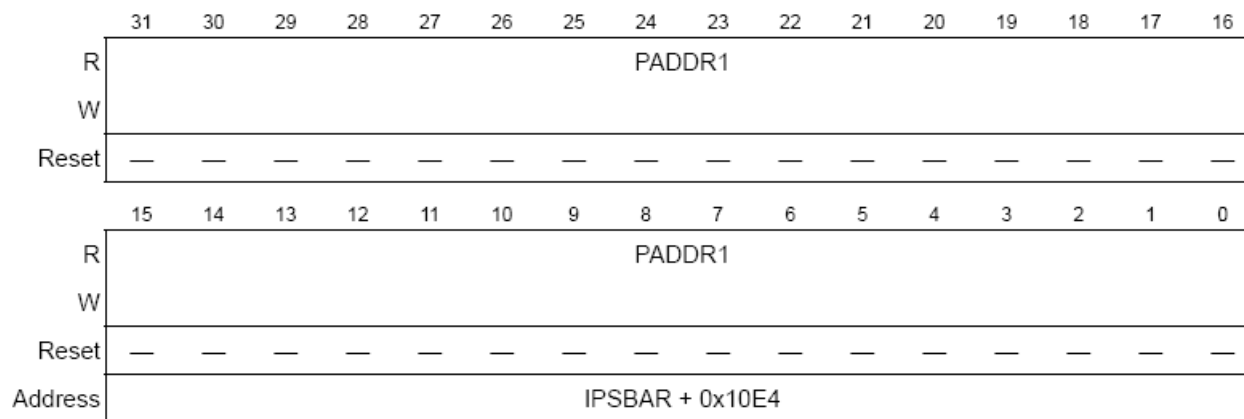 31 30 29 28 27 26 25 24 23 22 21 20 19 18 17 16
R PADDR1
W
Reset — — — — — — — — — — — — — — — —
15 14 13 12 11 10 9 8 7 6 5 4 3 2 1 0
R PADDR1
W
Reset — — — — — — — — — — — — — — — —
Address IPSBAR + 0x10E4